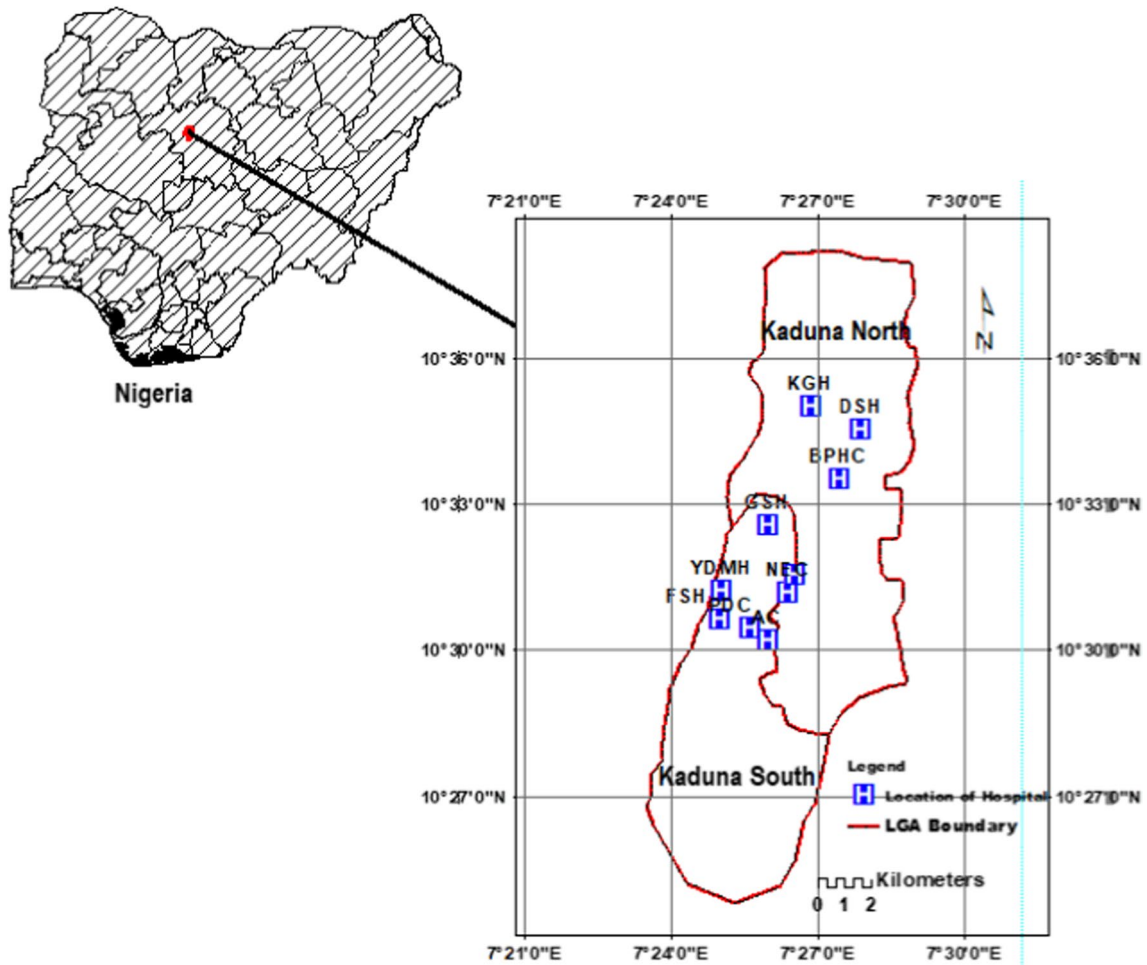 Nigeria
7°21'0"E 7°24'0"E 7°27'0"E 7°30'0"E
Kaduna North
10°36'0"N 10°36'0"N
KGH
DSH
BPHC
10°33'0"N 10°33'0"N
GSH
YDMH NEC
FSH PDC AC
10°30'0"N 10°30'0"N
Kaduna South
Legend
H Location of Hospital
10°27'0"N 10°27'0"N
LGA Boundary
Kilometers
0 1 2
7°21'0"E 7°24'0"E 7°27'0"E 7°30'0"E
N